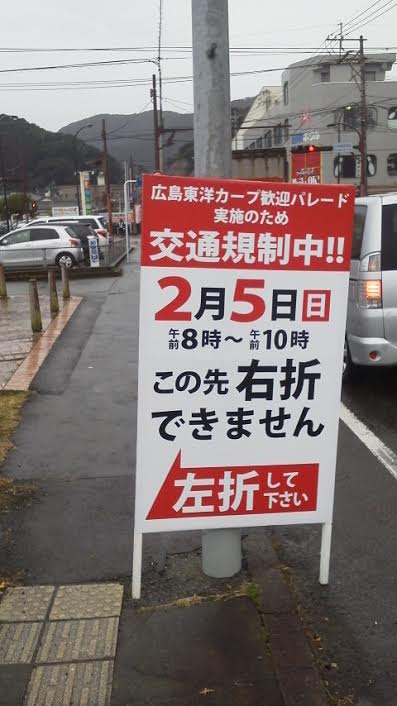 広島東洋カープ歓迎パレード
実施のため
交通規制中!!
2月5日日
午前8時～午前10時
この先右折
できません
左折して下さい